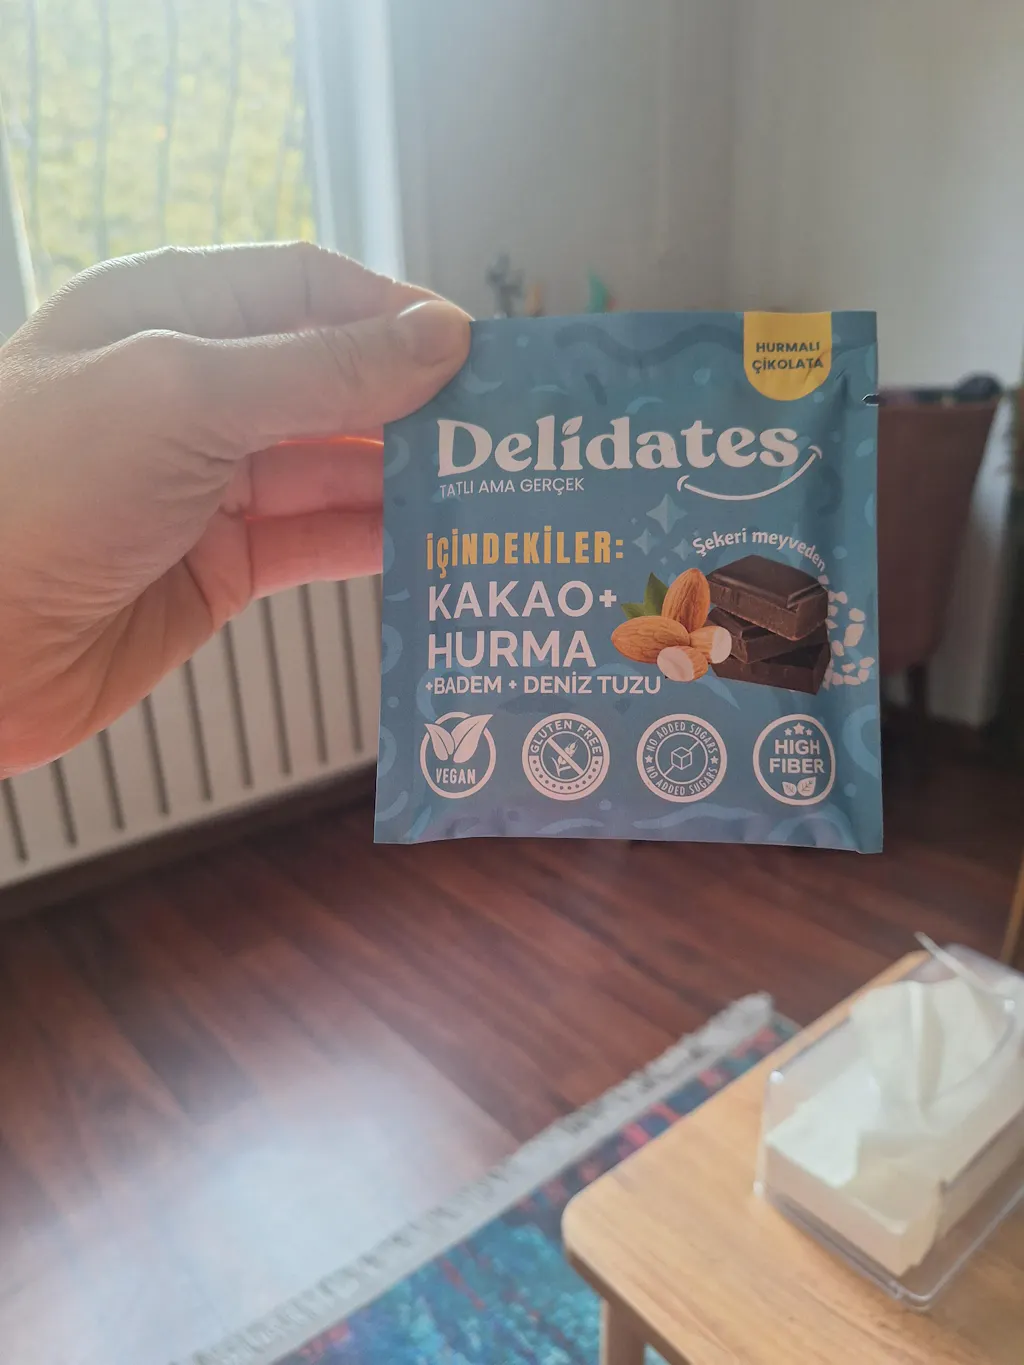 HURMALI
ÇİKOLATA
Delidates
TATLI AMA GERÇEK
İÇİNDEKİLER:
Şekeri meyveden
KAKAO+
HURMA
+BADEM + DENİZ TUZU
VEGAN
GLUTEN FREE
NO ADDED SUGARS
NO ADDED SUGARS
HIGH
FIBER